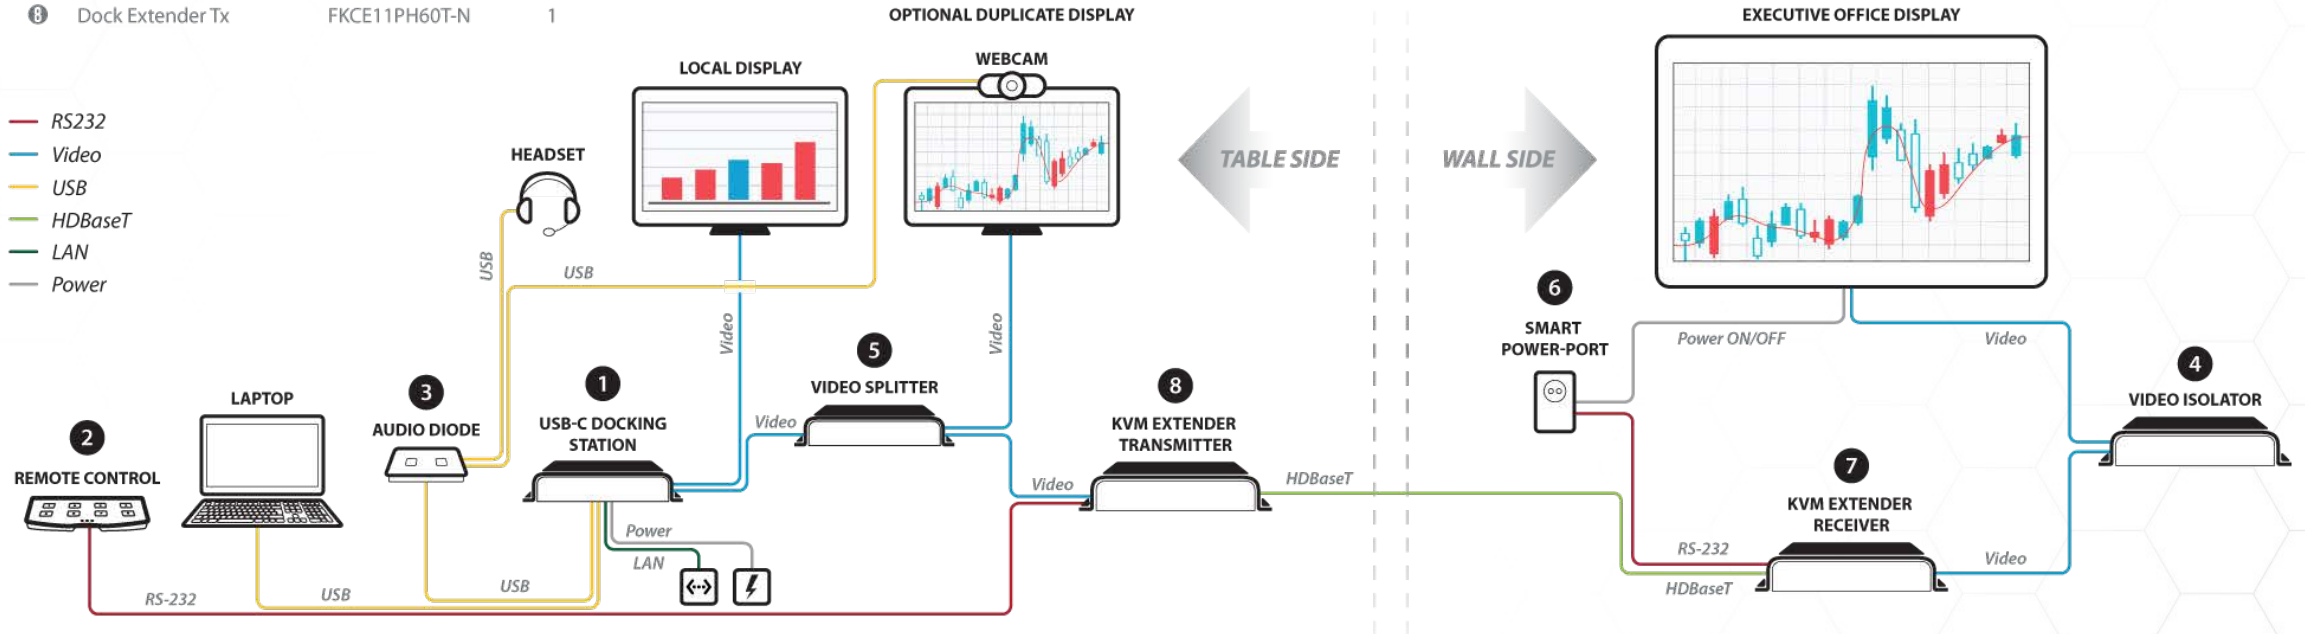 8 Dock Extender Tx FKCE11PH60T-N 1
OPTIONAL DUPLICATE DISPLAY
EXECUTIVE OFFICE DISPLAY
WEBCAM
LOCAL DISPLAY
RS232
Video
USB
HDBaseT
LAN
Power
HEADSET
TABLE SIDE
WALL SIDE
USB
USB
Video
Video
6
SMART
POWER-PORT
Power ON/OFF
Video
5
VIDEO SPLITTER
4
VIDEO ISOLATOR
LAPTOP
3
AUDIO DIODE
1
USB-C DOCKING
STATION
Video
8
KVM EXTENDER
TRANSMITTER
2
REMOTE CONTROL
Video
HDBaseT
7
KVM EXTENDER
RECEIVER
Power
LAN
RS-232
Video
HDBaseT
USB
USB
RS-232